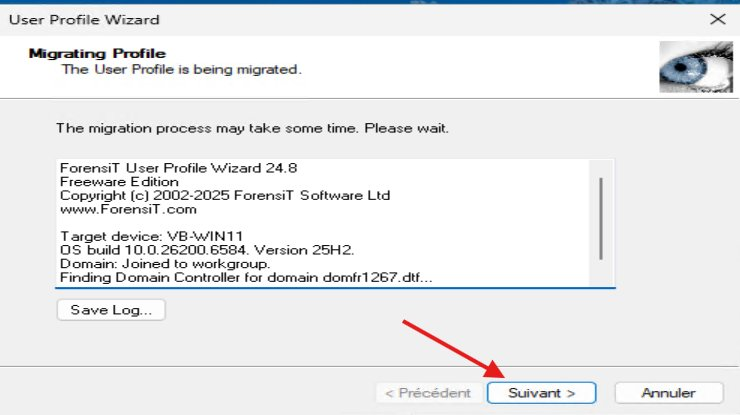 User Profile Wizard
Migrating Profile
The User Profile is being migrated.
The migration process may take some time. Please wait.
ForensiT User Profile Wizard 24.8
Freeware Edition
Copyright (c) 2002-2025 ForensiT Software Ltd
www.ForensiT.com
Target device: VB-WIN11
OS build 10.0.26200.6584. Version 25H2.
Domain: Joined to workgroup.
Finding Domain Controller for domain domfr1267.dtf...
Save Log...
< Précédent
Suivant >
Annuler